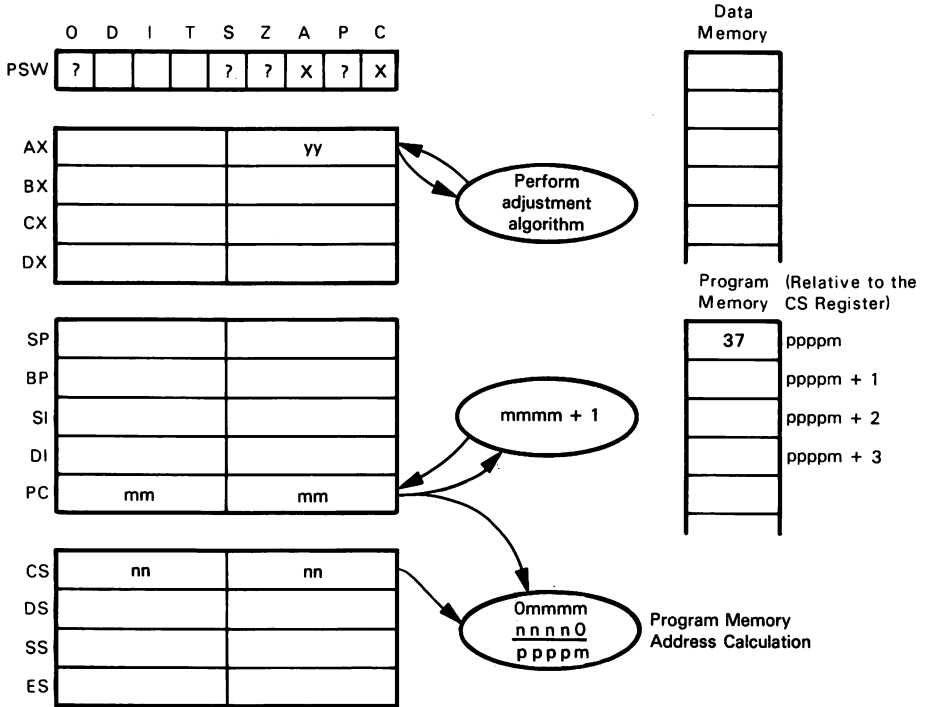 O D I T S Z A P C
PSW ? ? ? X ? X
AX yy
BX
CX
DX
Perform
adjustment
algorithm
Data
Memory
Program
Memory
(Relative to the
CS Register)
37 ppppm
ppppm + 1
ppppm + 2
ppppm + 3
SP
BP
SI
DI
PC mm mm
mmmm + 1
CS nn nn
DS
SS
ES
0mmmm
nnnn0
ppppm
Program Memory
Address Calculation